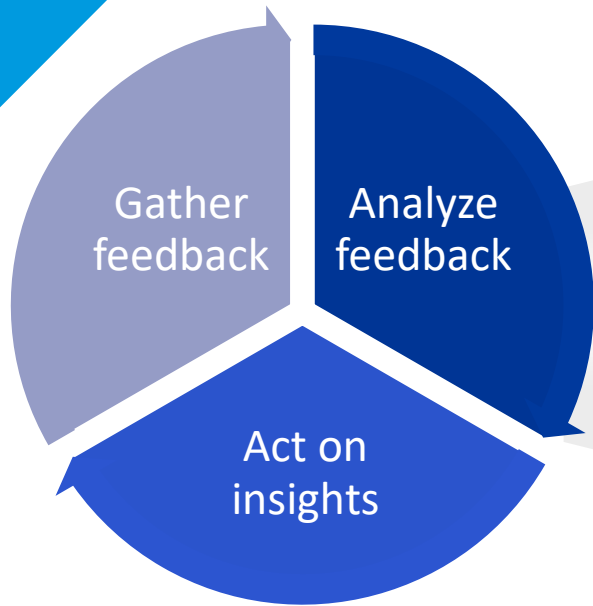 Gather
feedback
Analyze
feedback
Act on
insights